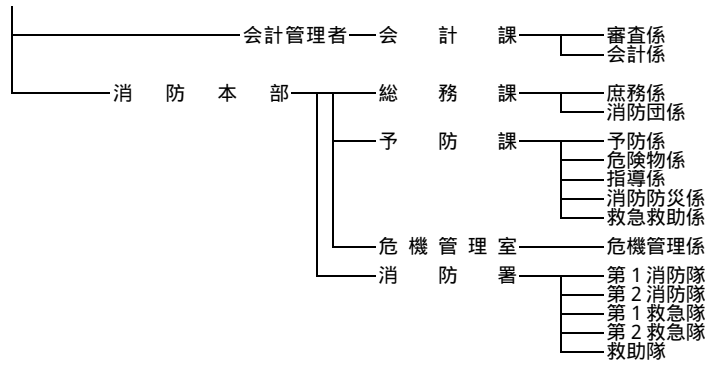 会計管理者 会計課 審査係
会計係
消防本部 総務課 庶務係
消防団係
予防課 予防係
危険物係
指導係
消防防災係
救急救助係
危機管理室 危機管理係
消防署 第1消防隊
第2消防隊
第1救急隊
第2救急隊
救助隊